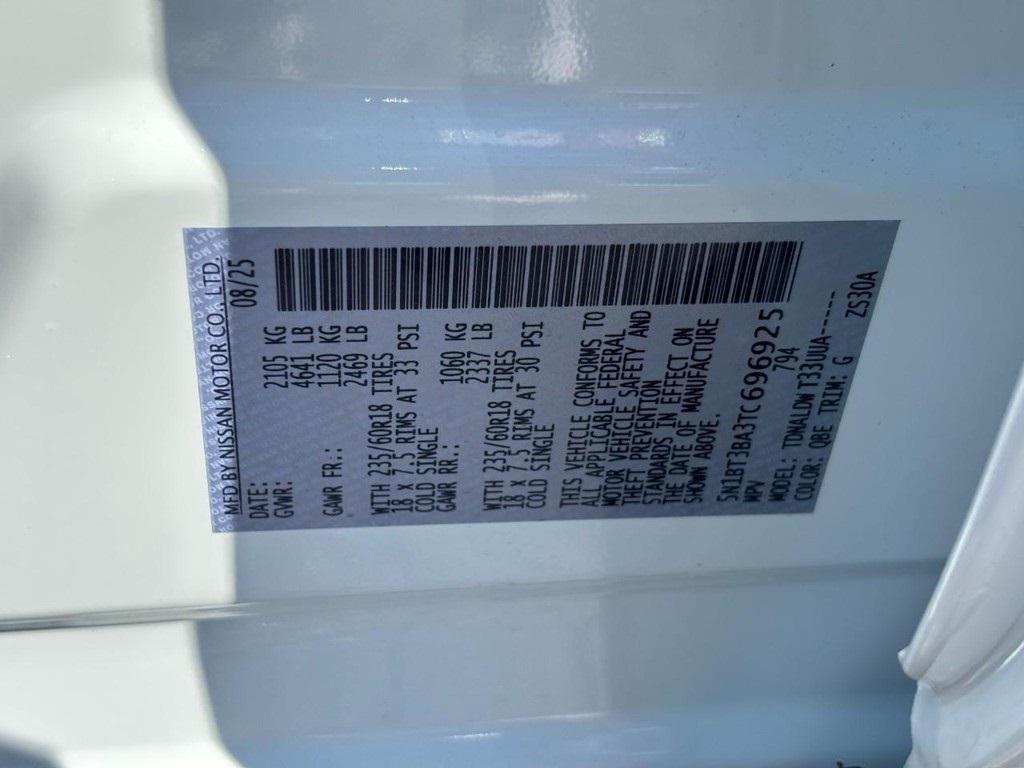 MFD BY NISSAN MOTOR CO., LTD.
DATE: 08/25
GVWR: 2105 KG
4641 LB
GAWR FR.: 1120 KG
2469 LB
WITH 235/60R18 TIRES
18 X 7.5 RIMS AT 33 PSI
COLD SINGLE
GAWR RR.: 1060 KG
2337 LB
WITH 235/60R18 TIRES
18 X 7.5 RIMS AT 30 PSI
COLD SINGLE
THIS VEHICLE CONFORMS TO
ALL APPLICABLE FEDERAL
MOTOR VEHICLE SAFETY AND
THEFT PREVENTION
STANDARDS IN EFFECT ON
THE DATE OF MANUFACTURE
SHOWN ABOVE.
5N1BT3BA3TC696925
MPV 794
MODEL: TDNALDWT33UUA-----
COLOR: QBE TRIM: G ZS30A